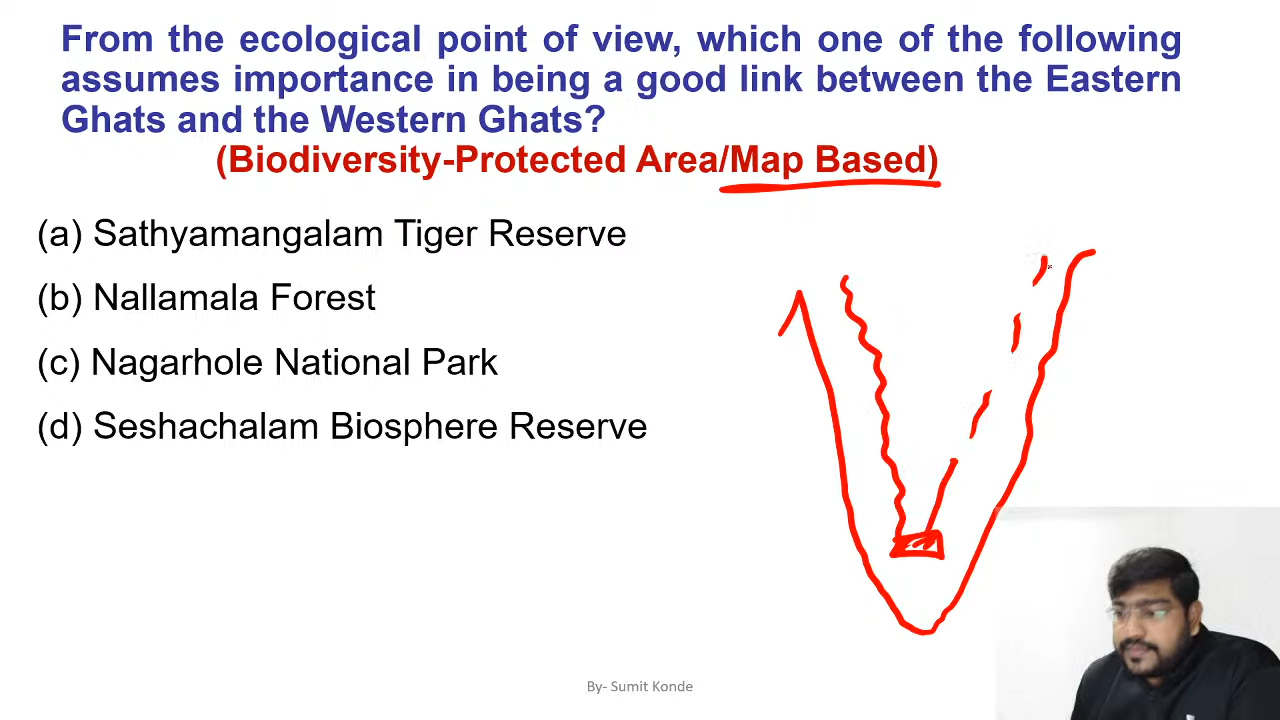 From the ecological point of view, which one of the following
assumes importance in being a good link between the Eastern
Ghats and the Western Ghats?
(Biodiversity-Protected Area/Map Based)
(a) Sathyamangalam Tiger Reserve
(b) Nallamala Forest
(c) Nagarhole National Park
(d) Seshachalam Biosphere Reserve
By- Sumit Konde